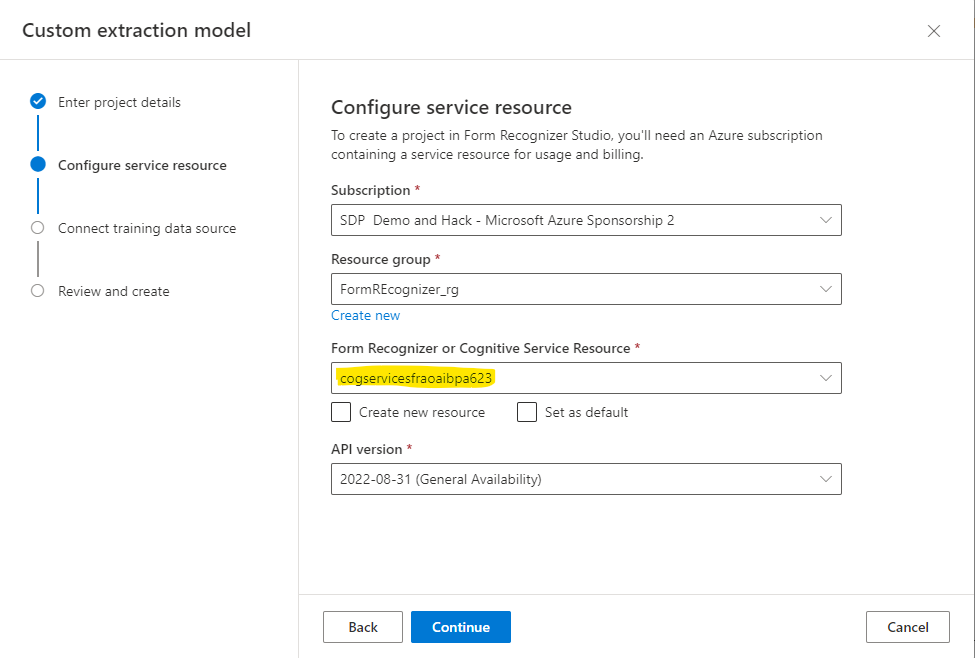 Custom extraction model
Enter project details
Configure service resource
Connect training data source
Review and create
Configure service resource
To create a project in Form Recognizer Studio, you'll need an Azure subscription
containing a service resource for usage and billing.
Subscription *
SDP  Demo and Hack - Microsoft Azure Sponsorship 2
Resource group *
FormREcognizer_rg
Create new
Form Recognizer or Cognitive Service Resource *
cogservicesfraoaibpa623
Create new resource
Set as default
API version *
2022-08-31 (General Availability)
Back
Continue
Cancel